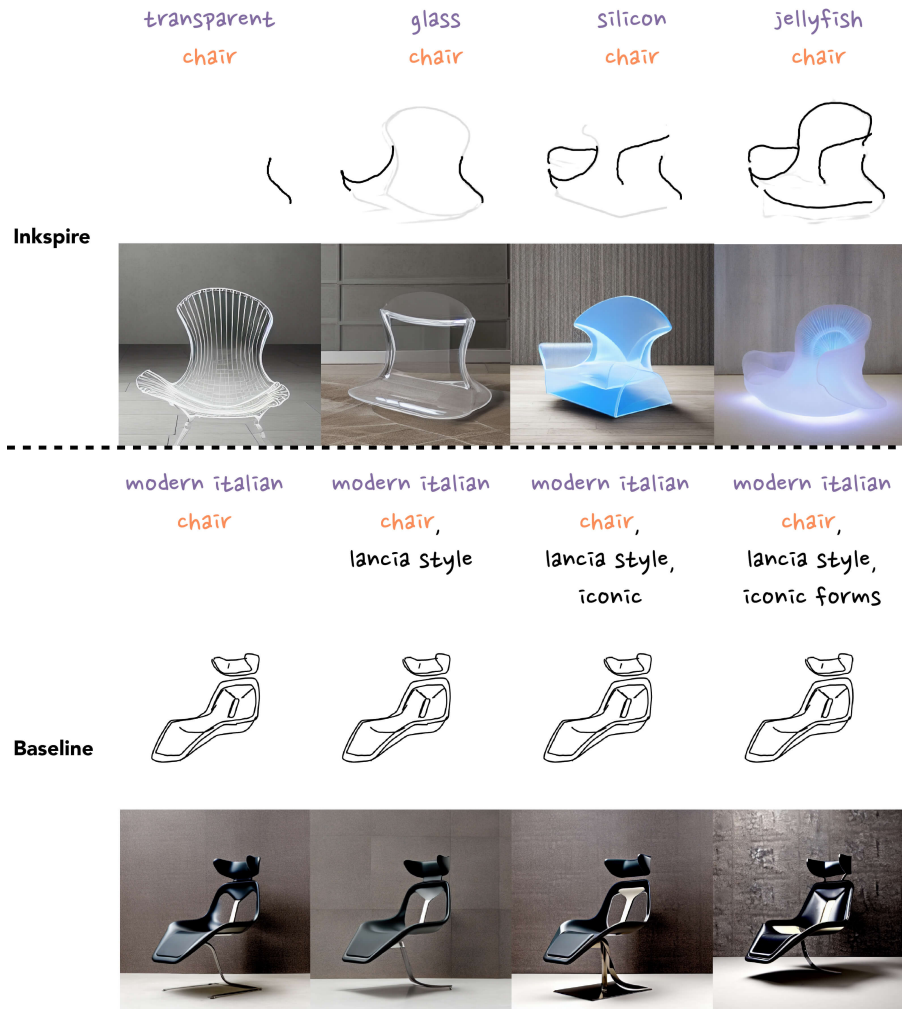 transparent glass silicon jellyfish
chair chair chair chair
Inkspire
modern italian modern italian modern italian modern italian
chair chair, chair, chair,
lancia style lancia style, lancia style,
iconic iconic forms
Baseline